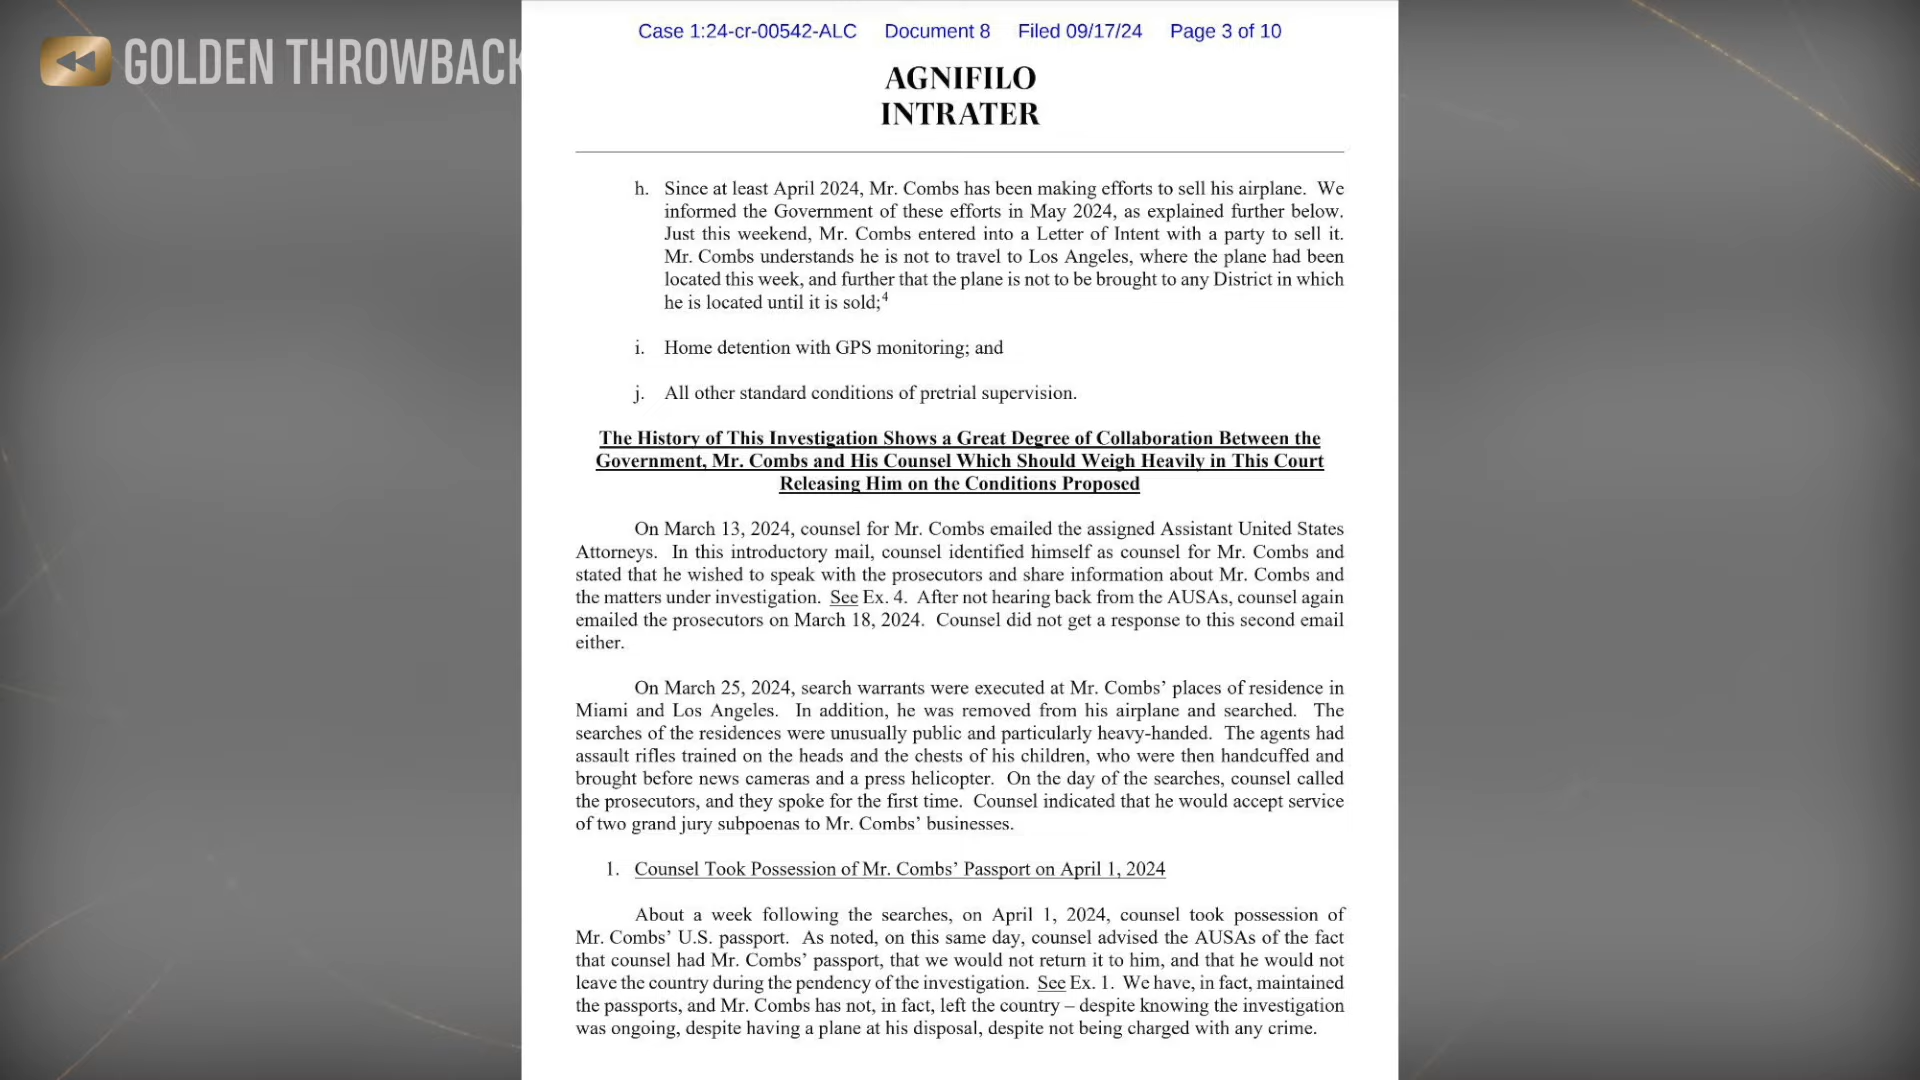 GOLDEN THROWBACK
Case 1:24-cr-00542-ALC Document 8 Filed 09/17/24 Page 3 of 10
AGNIFILO
INTRATER
h. Since at least April 2024, Mr. Combs has been making efforts to sell his airplane. We
informed the Government of these efforts in May 2024, as explained further below.
Just this weekend, Mr. Combs entered into a Letter of Intent with a party to sell it.
Mr. Combs understands he is not to travel to Los Angeles, where the plane had been
located this week, and further that the plane is not to be brought to any District in which
he is located until it is sold;4
i. Home detention with GPS monitoring; and
j. All other standard conditions of pretrial supervision.
The History of This Investigation Shows a Great Degree of Collaboration Between the
Government, Mr. Combs and His Counsel Which Should Weigh Heavily in This Court
Releasing Him on the Conditions Proposed
On March 13, 2024, counsel for Mr. Combs emailed the assigned Assistant United States
Attorneys. In this introductory mail, counsel identified himself as counsel for Mr. Combs and
stated that he wished to speak with the prosecutors and share information about Mr. Combs and
the matters under investigation. See Ex. 4. After not hearing back from the AUSAs, counsel again
emailed the prosecutors on March 18, 2024. Counsel did not get a response to this second email
either.
On March 25, 2024, search warrants were executed at Mr. Combs’ places of residence in
Miami and Los Angeles. In addition, he was removed from his airplane and searched. The
searches of the residences were unusually public and particularly heavy-handed. The agents had
assault rifles trained on the heads and the chests of his children, who were then handcuffed and
brought before news cameras and a press helicopter. On the day of the searches, counsel called
the prosecutors, and they spoke for the first time. Counsel indicated that he would accept service
of two grand jury subpoenas to Mr. Combs’ businesses.
1. Counsel Took Possession of Mr. Combs’ Passport on April 1, 2024
About a week following the searches, on April 1, 2024, counsel took possession of
Mr. Combs’ U.S. passport. As noted, on this same day, counsel advised the AUSAs of the fact
that counsel had Mr. Combs’ passport, that we would not return it to him, and that he would not
leave the country during the pendency of the investigation. See Ex. 1. We have, in fact, maintained
the passports, and Mr. Combs has not, in fact, left the country – despite knowing the investigation
was ongoing, despite having a plane at his disposal, despite not being charged with any crime.